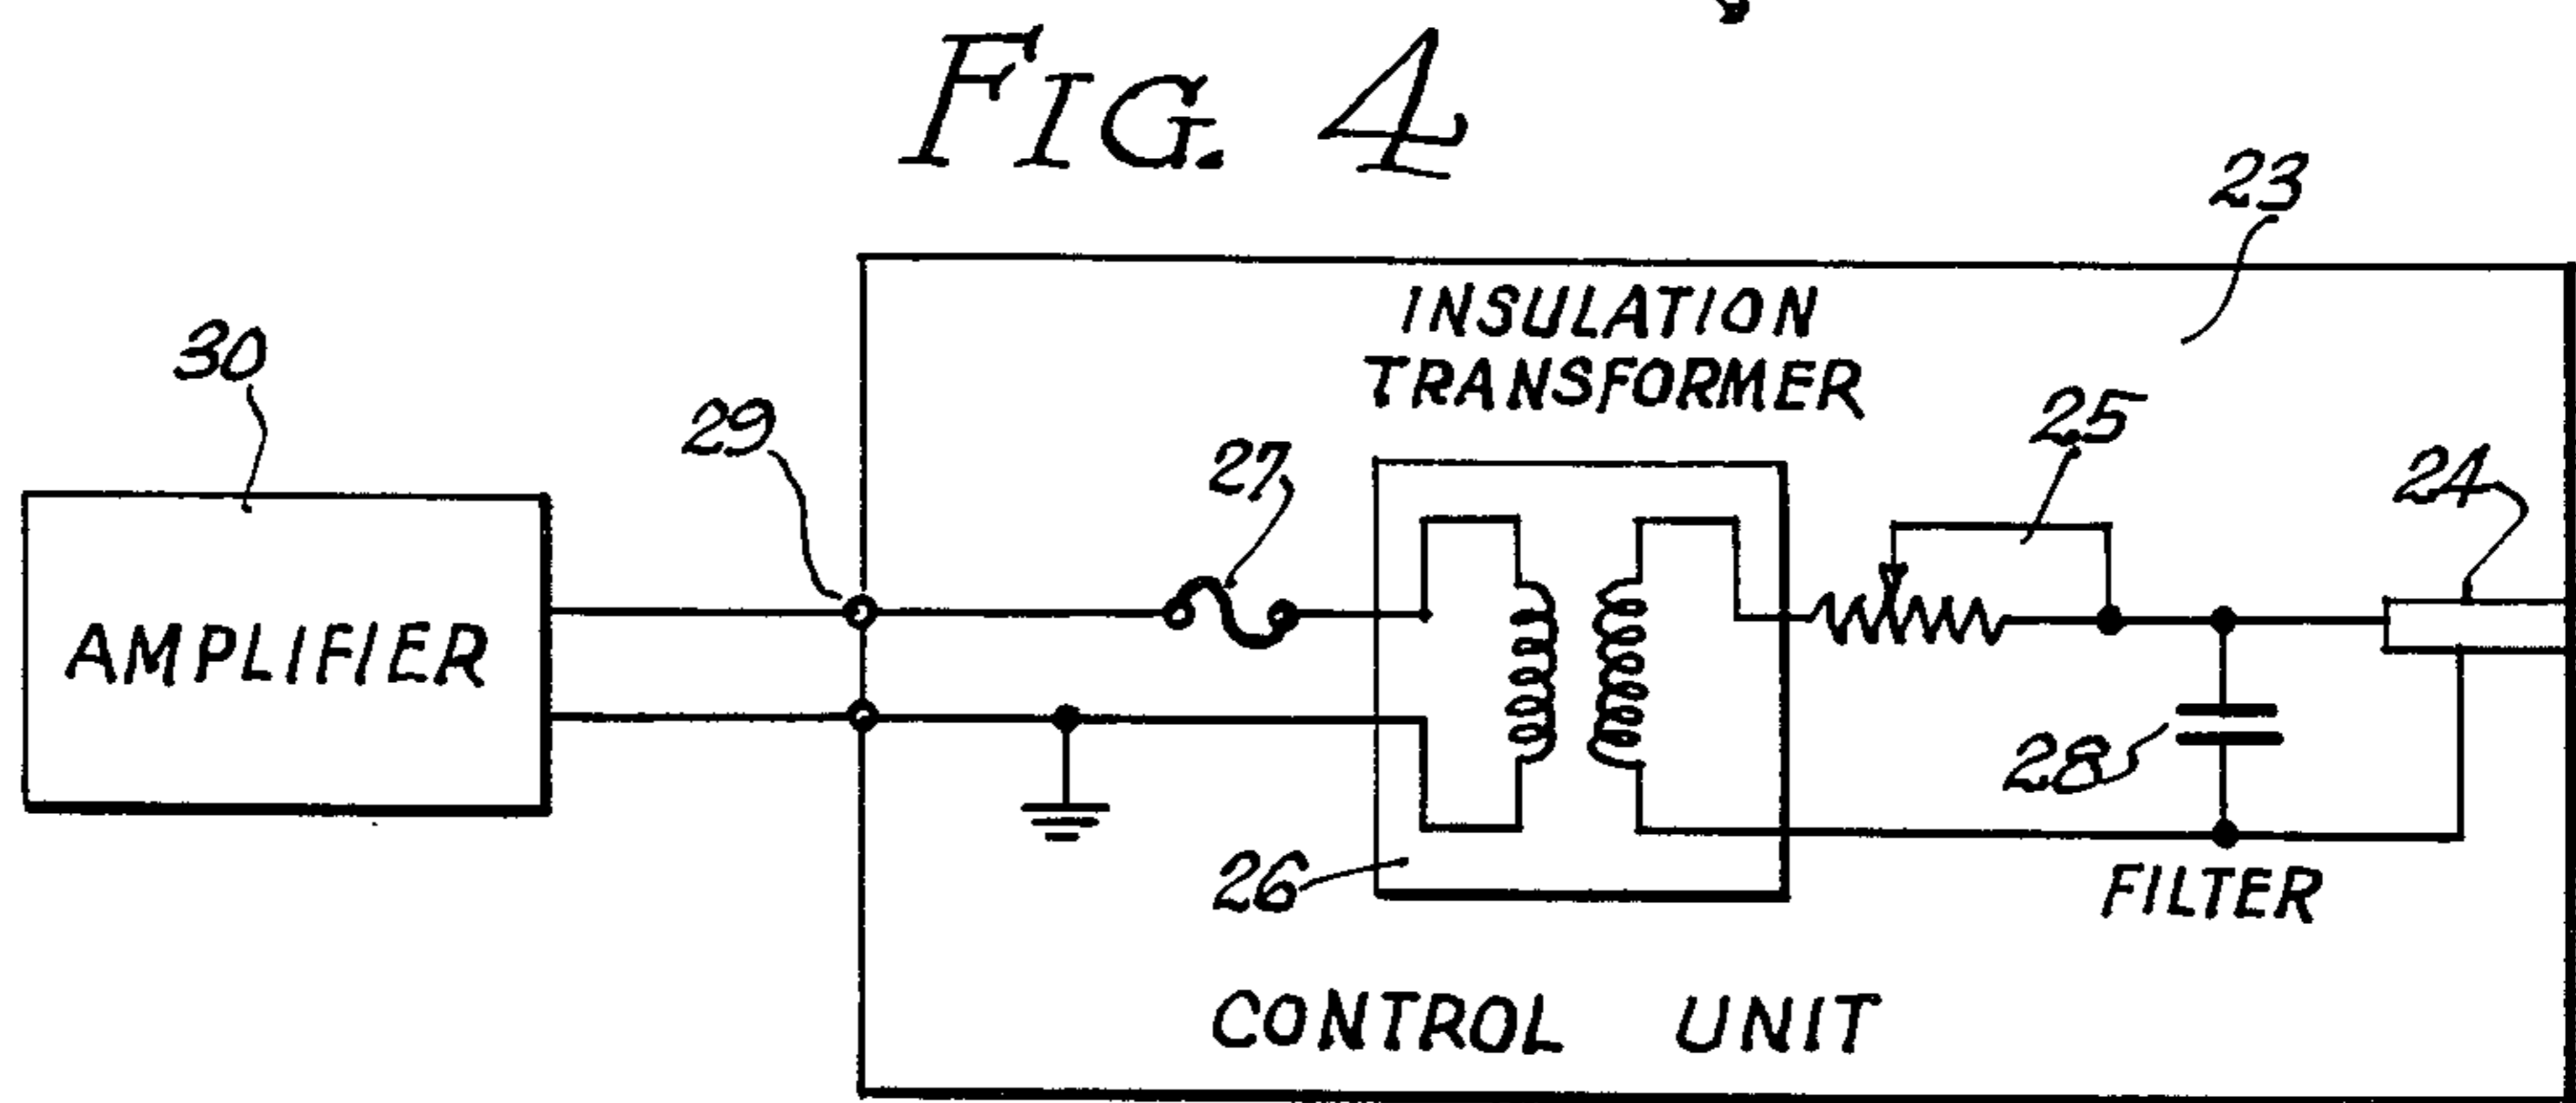 FIG. 4
23
INSULATION
TRANSFORMER
30
29
27
25
24
AMPLIFIER
28
26
FILTER
CONTROL UNIT